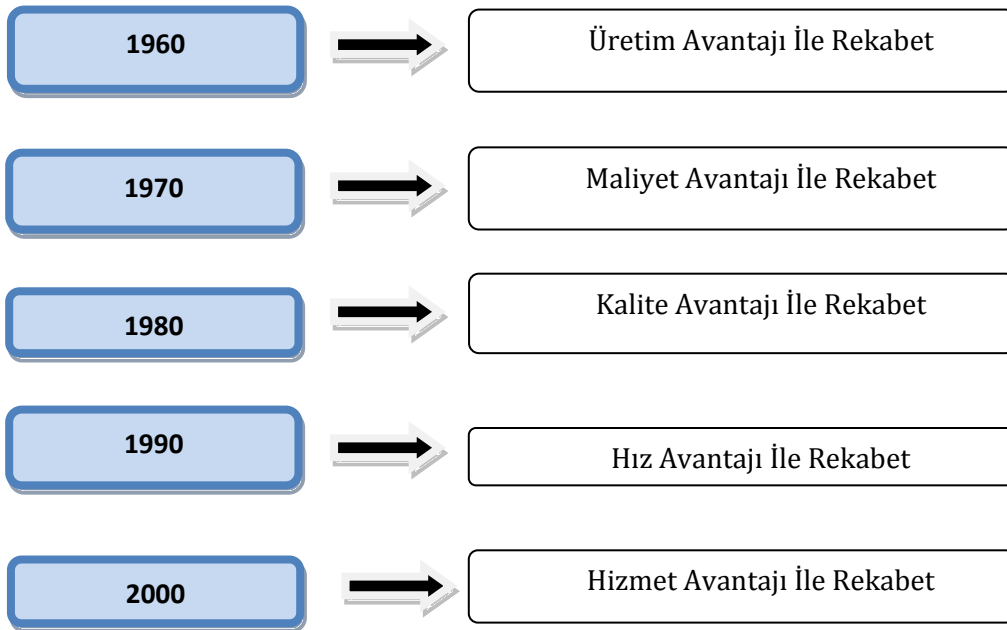 1960
Üretim Avantajı İle Rekabet
1970
Maliyet Avantajı İle Rekabet
1980
Kalite Avantajı İle Rekabet
1990
Hız Avantajı İle Rekabet
2000
Hizmet Avantajı İle Rekabet